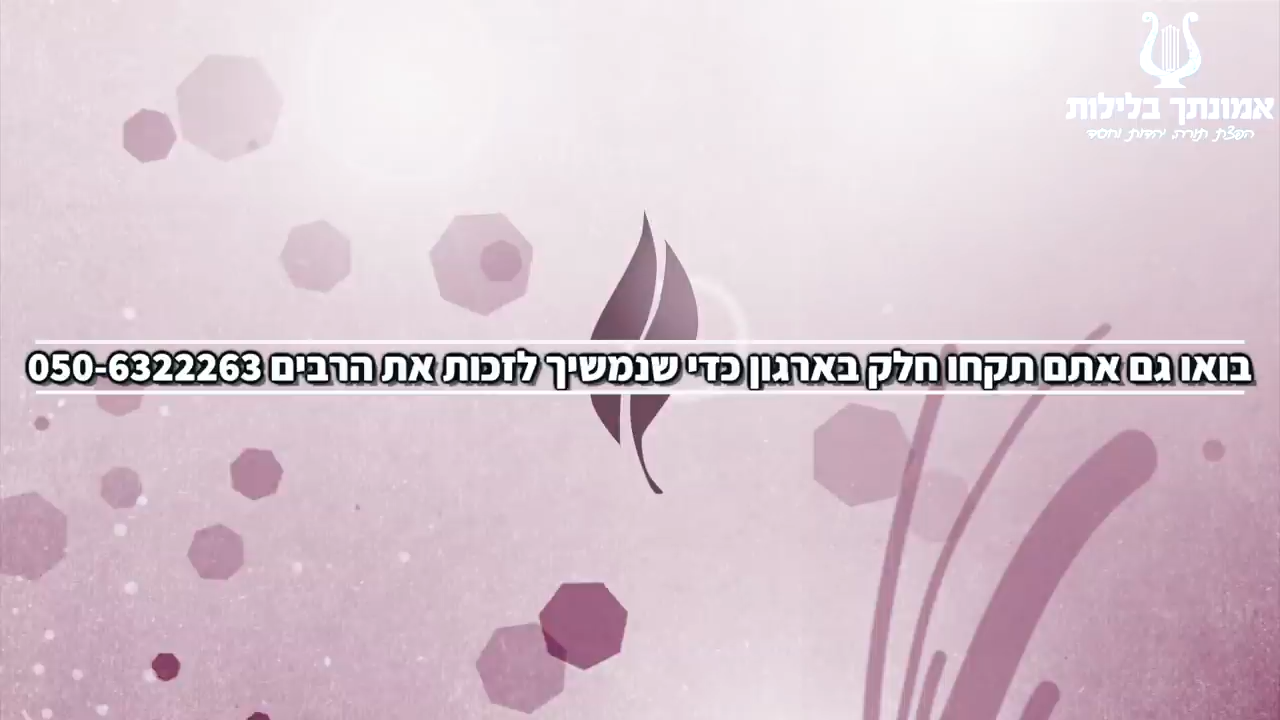 אמונתך בלילות
הפצת תורה יהדות וחסד
בואו גם אתם תקחו חלק בארגון כדי שנמשיך לזכות את הרבים 050-6322263